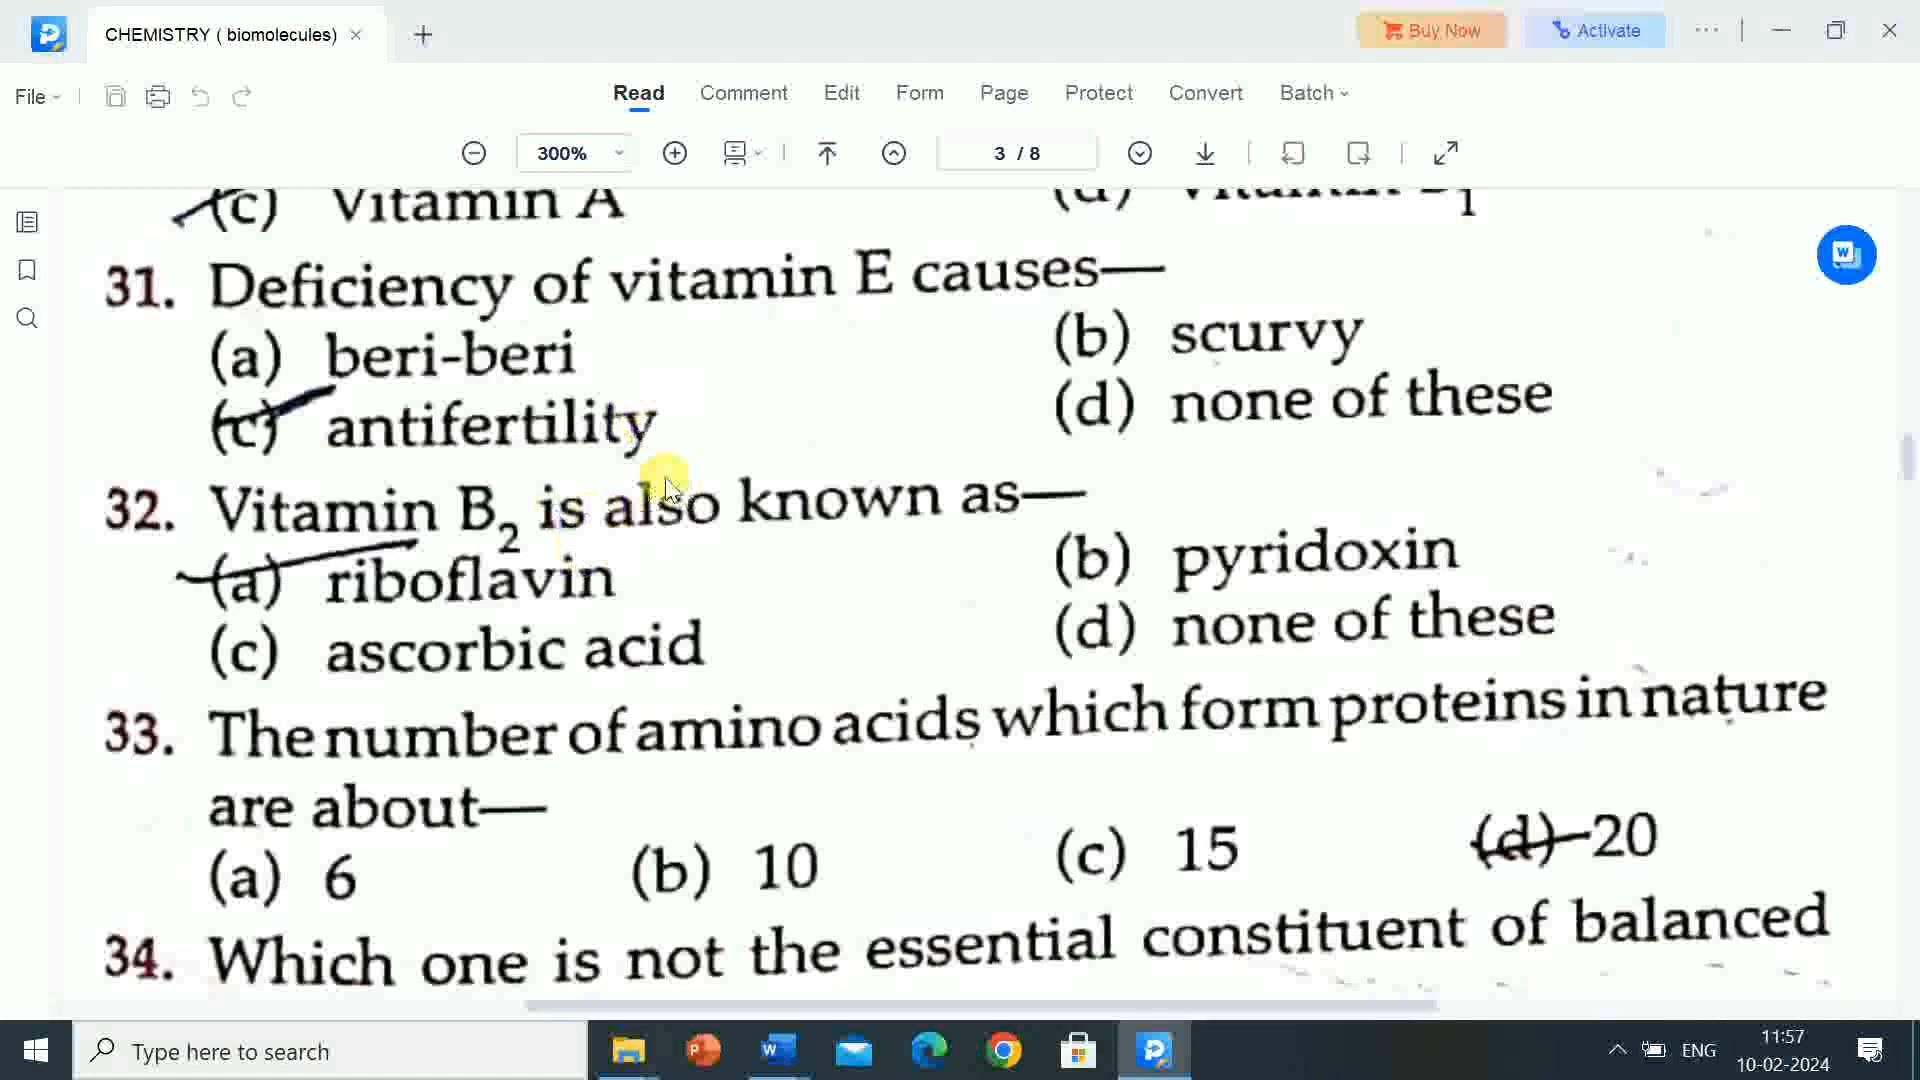 CHEMISTRY ( biomolecules)
Buy Now
Activate
File
Read
Comment
Edit
Form
Page
Protect
Convert
Batch
300%
3 / 8
(c) Vitamin A
31. Deficiency of vitamin E causes—
(a) beri-beri (b) scurvy
(c) antifertility (d) none of these
32. Vitamin B2 is also known as—
(a) riboflavin (b) pyridoxin
(c) ascorbic acid (d) none of these
33. The number of amino acids which form proteins in nature
are about—
(a) 6 (b) 10 (c) 15 (d) 20
34. Which one is not the essential constituent of balanced
Type here to search
ENG
11:57
10-02-2024